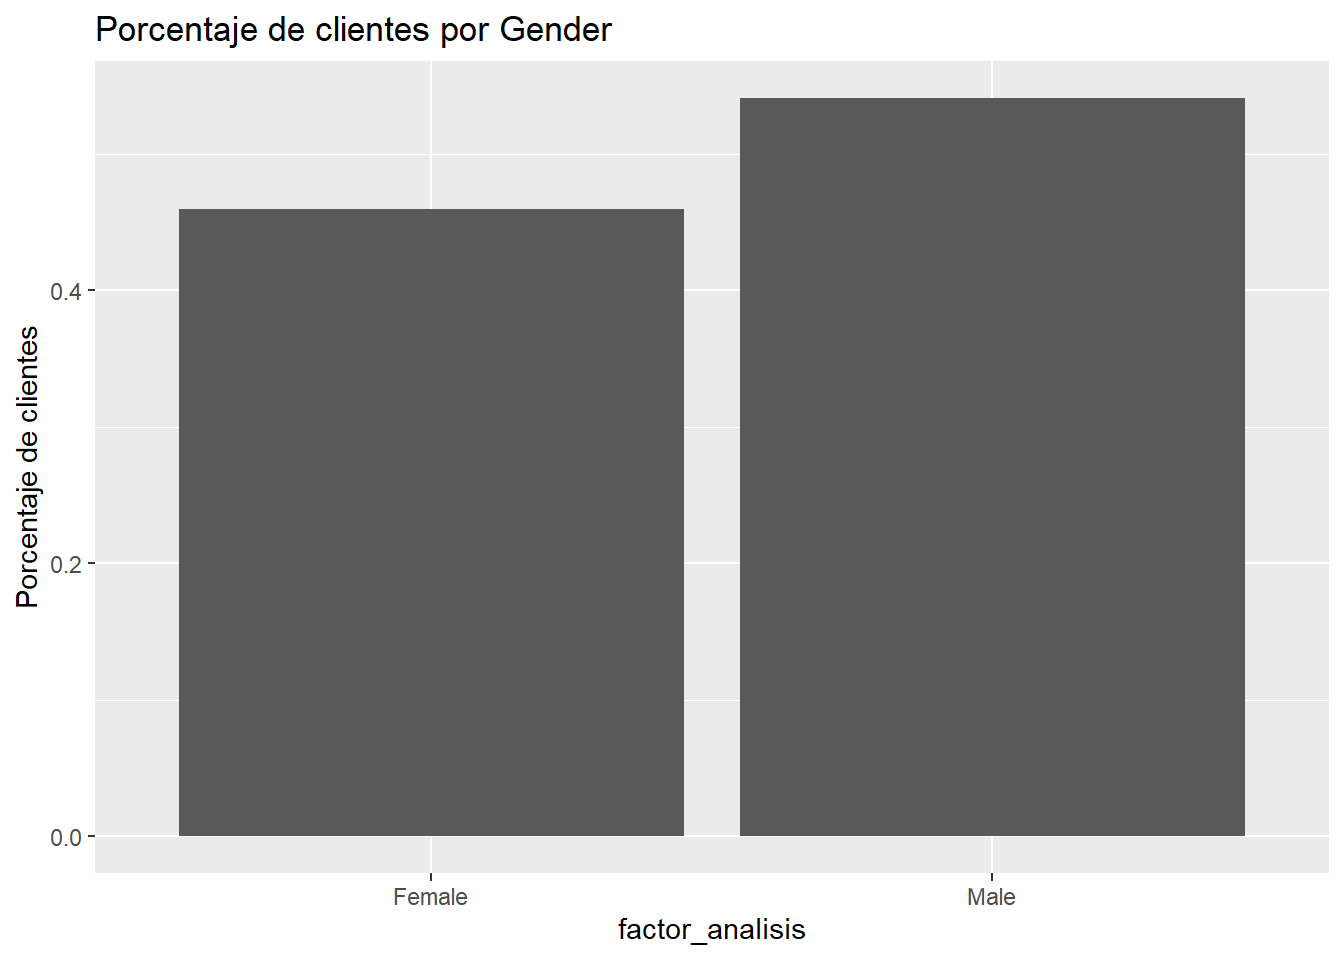 Porcentaje de clientes por Gender
Porcentaje de clientes
0.4
0.2
0.0
Female
Male
factor_analisis